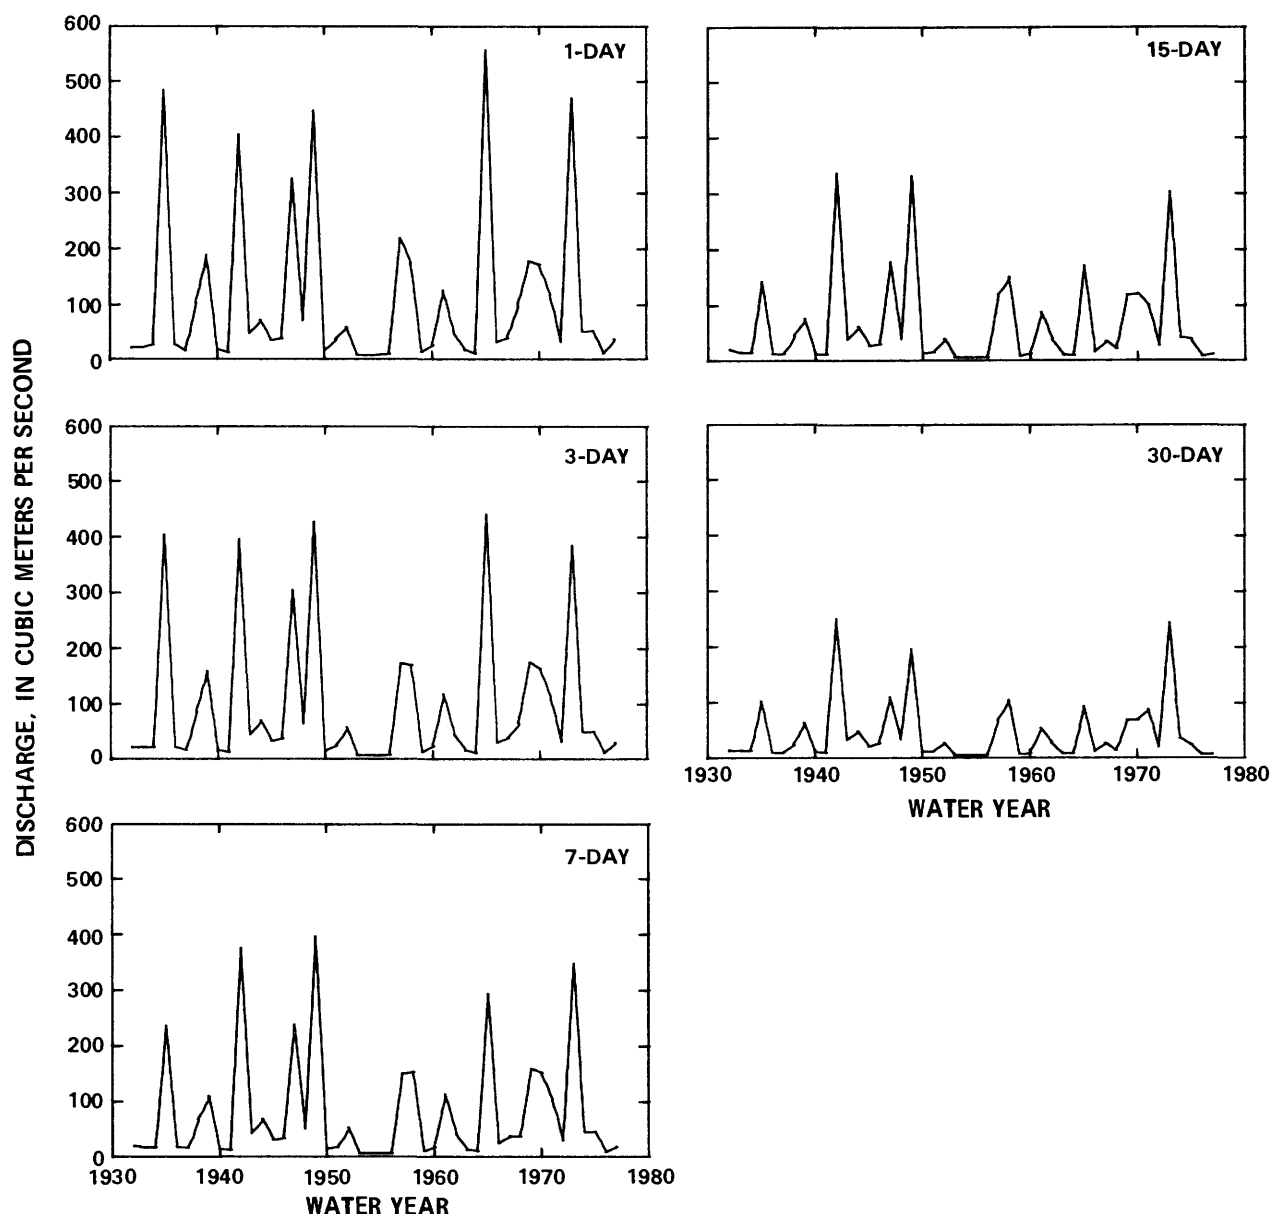 DISCHARGE, IN CUBIC METERS PER SECOND
600
500
400
300
200
100
0
1-DAY
15-DAY
600
500
400
300
200
100
0
3-DAY
30-DAY
1930 1940 1950 1960 1970 1980
WATER YEAR
600
500
400
300
200
100
0
7-DAY
1930 1940 1950 1960 1970 1980
WATER YEAR